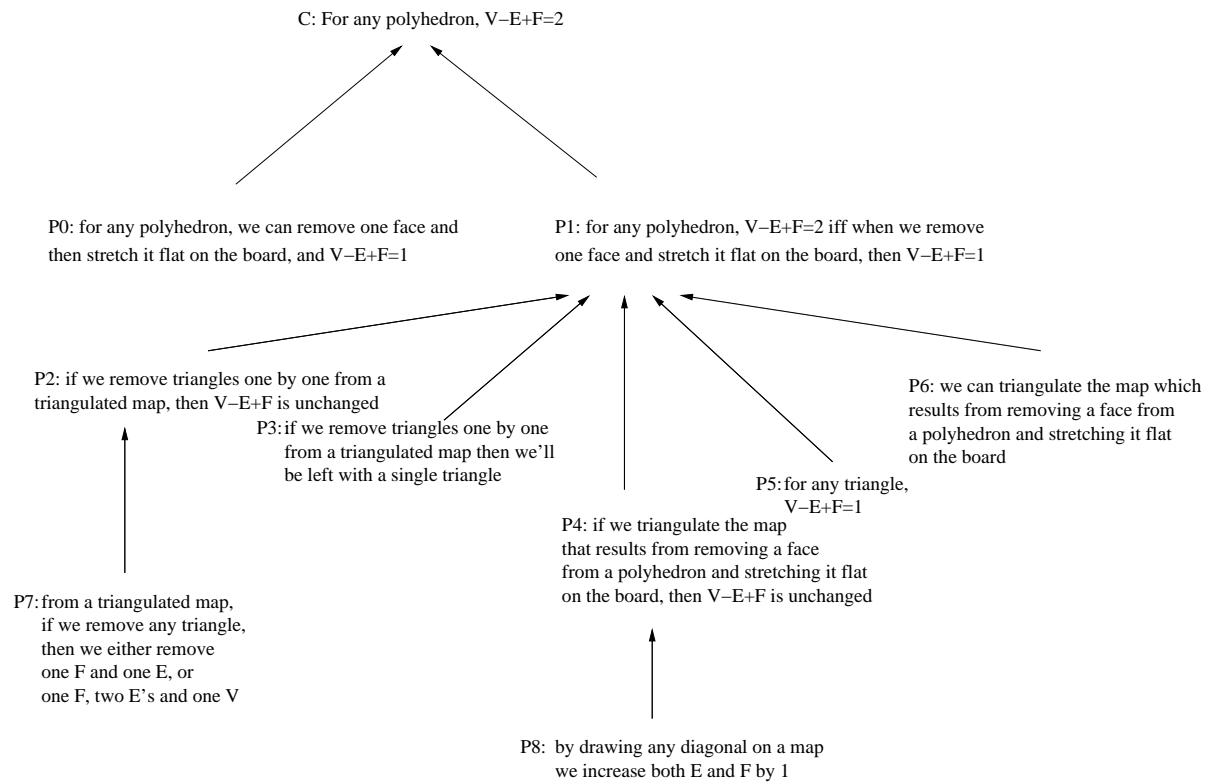 C: For any polyhedron, V−E+F=2
P0: for any polyhedron, we can remove one face and
then stretch it flat on the board, and V−E+F=1
P1: for any polyhedron, V−E+F=2 iff when we remove
one face and stretch it flat on the board, then V−E+F=1
P2: if we remove triangles one by one from a
triangulated map, then V−E+F is unchanged
P3: if we remove triangles one by one
from a triangulated map then we'll
be left with a single triangle
P4: if we triangulate the map
that results from removing a face
from a polyhedron and stretching it flat
on the board, then V−E+F is unchanged
P5: for any triangle,
V−E+F=1
P6: we can triangulate the map which
results from removing a face from
a polyhedron and stretching it flat
on the board
P7: from a triangulated map,
if we remove any triangle,
then we either remove
one F and one E, or
one F, two E's and one V
P8: by drawing any diagonal on a map
we increase both E and F by 1